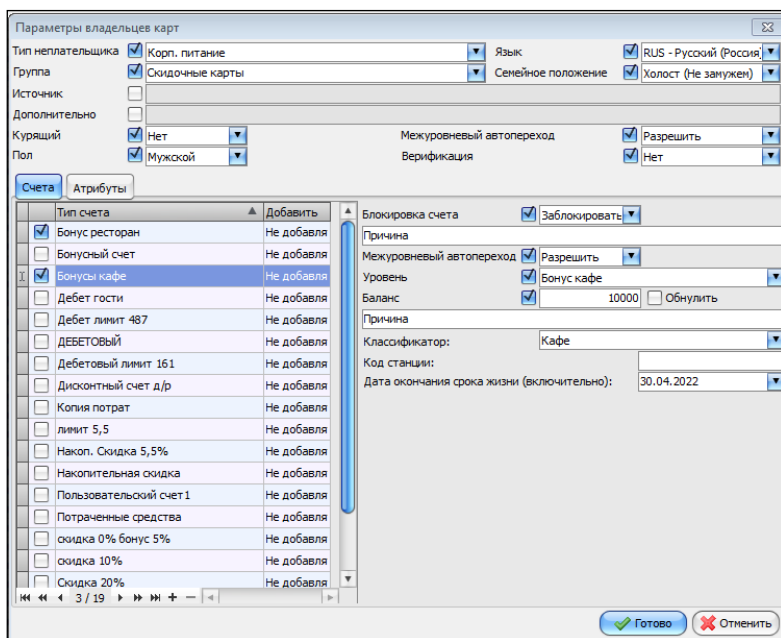 Параметры владельцев карт
Тип неплательщика Корп. питание Язык RUS - Русский (Россия)
Группа Скидочные карты Семейное положение Холост (Не замужем)
Источник
Дополнительно
Курящий Нет Межуровневый автопереход Разрешить
Пол Мужской Верификация Нет
Счета Атрибуты
Тип счета Добавить
Бонус ресторан Не добавля
Бонусный счет Не добавля
Бонусы кафе Не добавля
Дебет гости Не добавля
Дебет лимит 487 Не добавля
ДЕБЕТОВЫЙ Не добавля
Дебетовый лимит 161 Не добавля
Дисконтный счет д/р Не добавля
Копия потрат Не добавля
лимит 5,5 Не добавля
Накоп. Скидка 5,5% Не добавля
Накопительная скидка Не добавля
Пользовательский счет1 Не добавля
Потраченные средства Не добавля
скидка 0% бонус 5% Не добавля
скидка 10% Не добавля
Скидка 20% Не добавля
3 / 19
Блокировка счета Заблокировать
Причина
Межуровневый автопереход Разрешить
Уровень Бонус кафе
Баланс 10000 Обнулить
Причина
Классификатор: Кафе
Код станции:
Дата окончания срока жизни (включительно): 30.04.2022
Готово Отменить